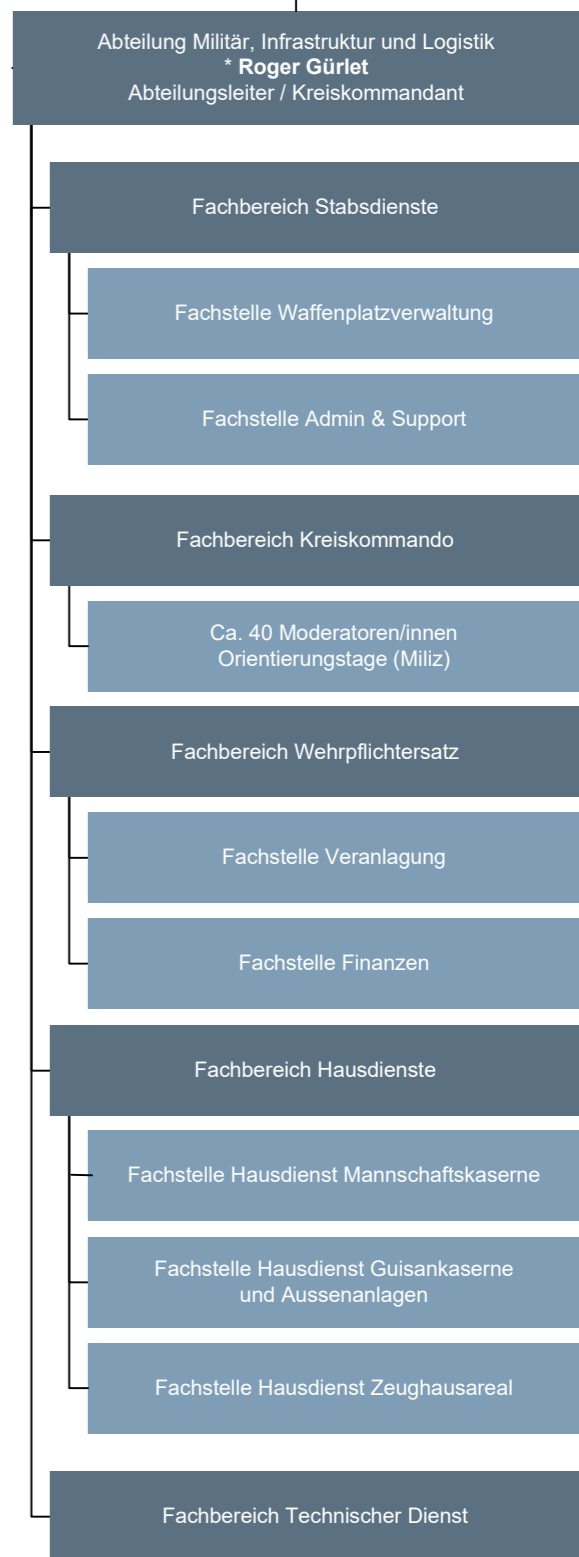 Abteilung Militär, Infrastruktur und Logistik
* Roger Gürlet
Abteilungsleiter / Kreiskommandant
Fachbereich Stabsdienste
Fachstelle Waffenplatzverwaltung
Fachstelle Admin & Support
Fachbereich Kreiskommando
Ca. 40 Moderatoren/innen
Orientierungstage (Miliz)
Fachbereich Wehrpflichtersatz
Fachstelle Veranlagung
Fachstelle Finanzen
Fachbereich Hausdienste
Fachstelle Hausdienst Mannschaftskaserne
Fachstelle Hausdienst Guisankaserne
und Aussenanlagen
Fachstelle Hausdienst Zeughausareal
Fachbereich Technischer Dienst